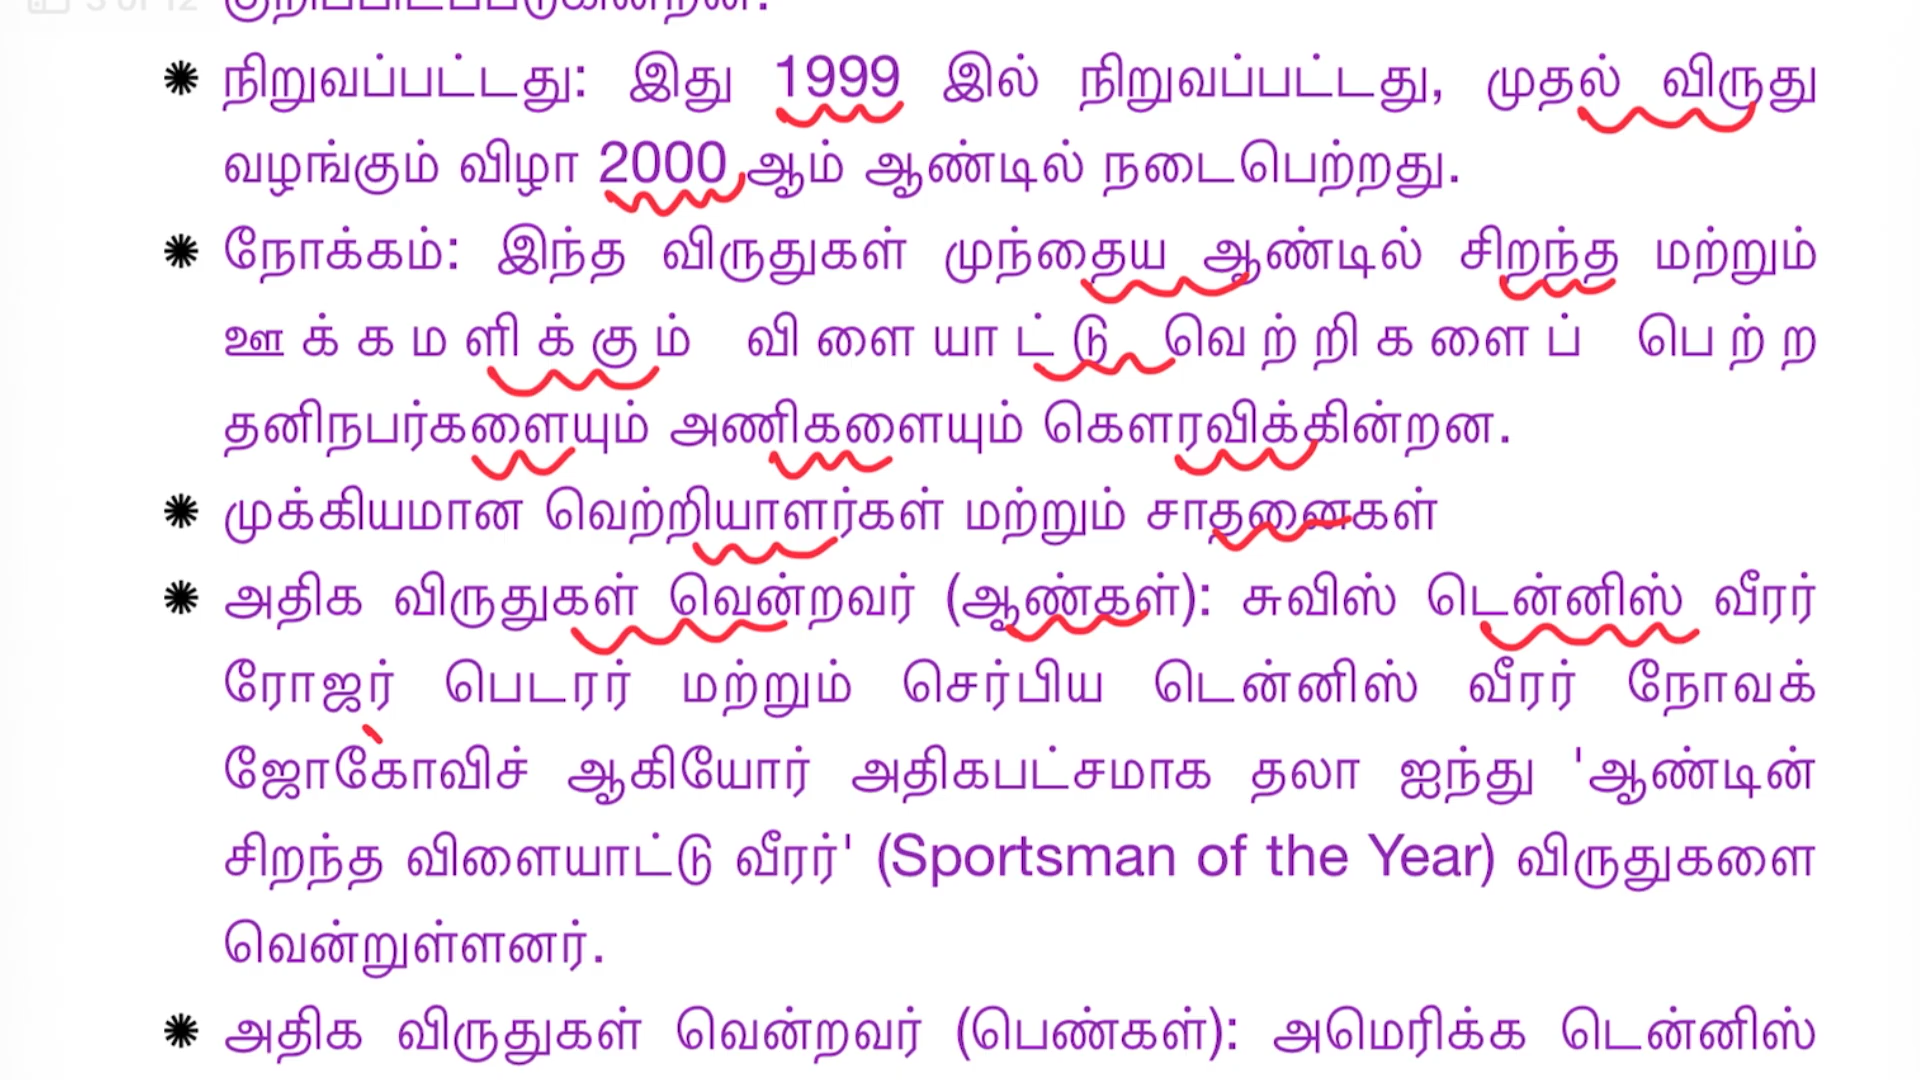 குறிப்பிடப்படுகின்றன.
நிறுவப்பட்டது: இது 1999 இல் நிறுவப்பட்டது, முதல் விருது
வழங்கும் விழா 2000 ஆம் ஆண்டில் நடைபெற்றது.
நோக்கம்: இந்த விருதுகள் முந்தைய ஆண்டில் சிறந்த மற்றும்
ஊக்கமளிக்கும் விளையாட்டு வெற்றிகளைப் பெற்ற
தனிநபர்களையும் அணிகளையும் கௌரவிக்கின்றன.
முக்கியமான வெற்றியாளர்கள் மற்றும் சாதனைகள்
அதிக விருதுகள் வென்றவர் (ஆண்கள்): சுவிஸ் டென்னிஸ் வீரர்
ரோஜர் பெடரர் மற்றும் செர்பிய டென்னிஸ் வீரர் நோவக்
ஜோகோவிச் ஆகியோர் அதிகபட்சமாக தலா ஐந்து 'ஆண்டின்
சிறந்த விளையாட்டு வீரர்' (Sportsman of the Year) விருதுகளை
வென்றுள்ளனர்.
அதிக விருதுகள் வென்றவர் (பெண்கள்): அமெரிக்க டென்னிஸ்